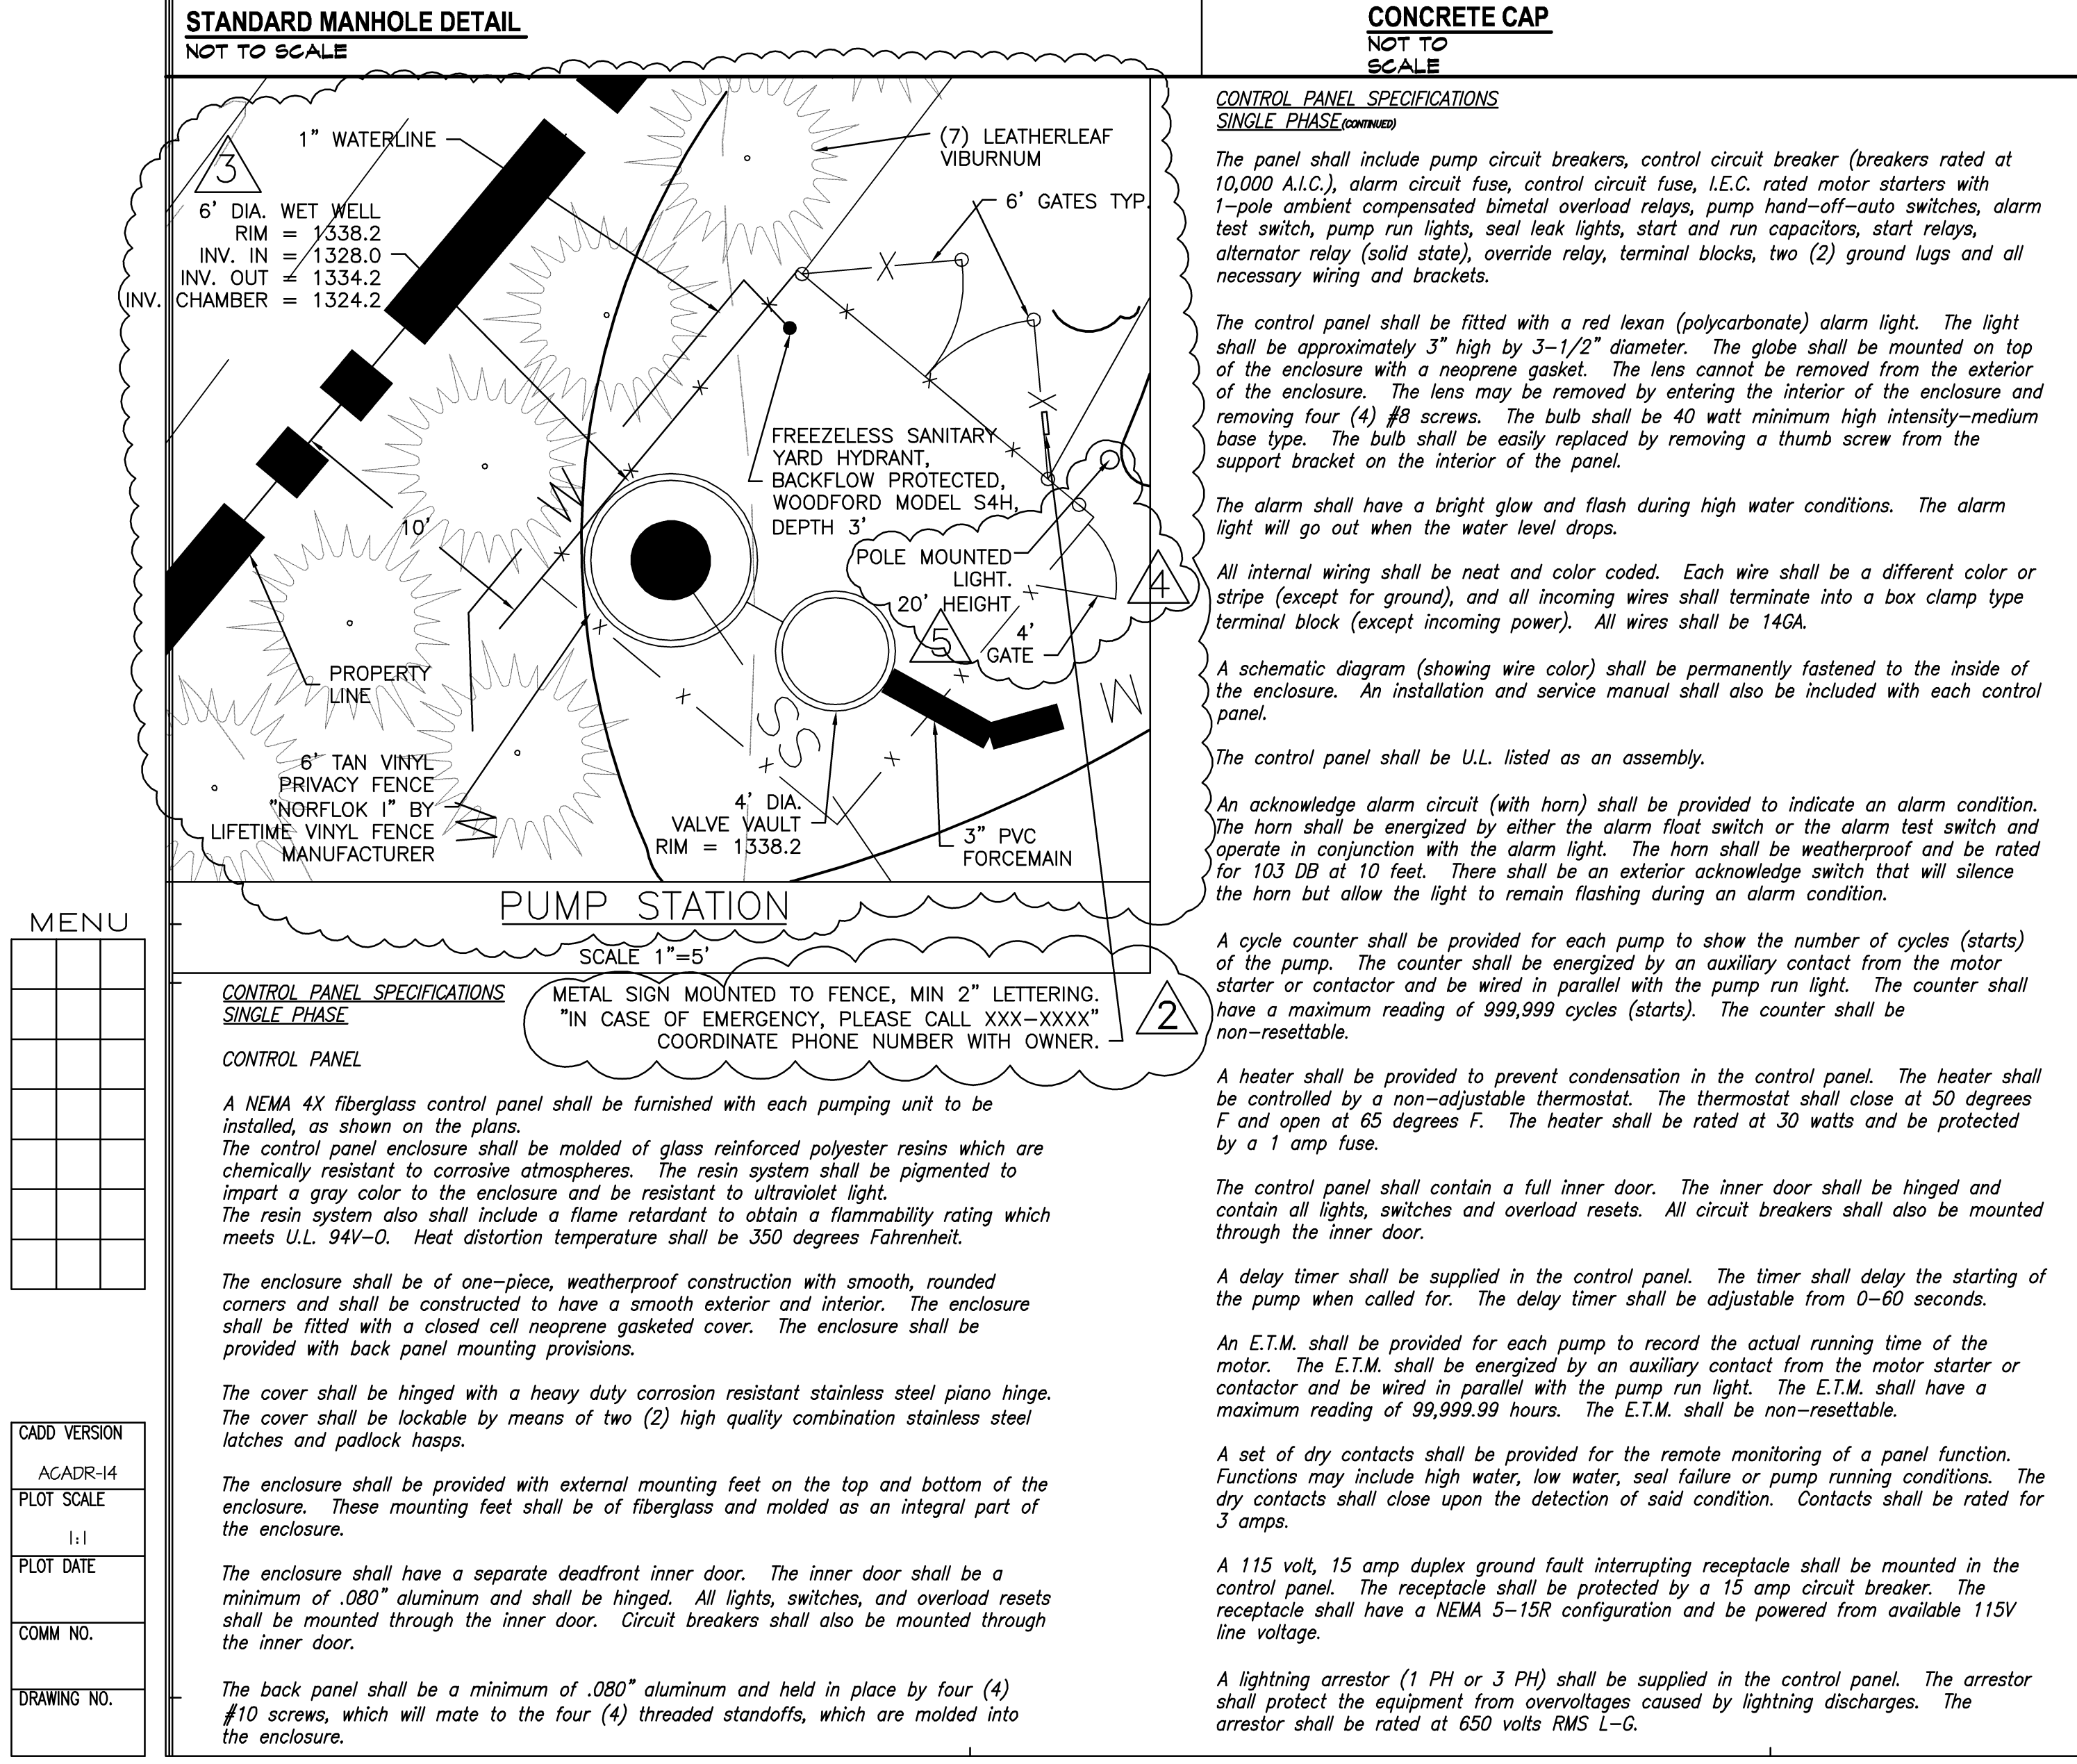 STANDARD MANHOLE DETAIL
NOT TO SCALE
CONCRETE CAP
NOT TO
SCALE
3
1" WATERLINE
(7) LEATHERLEAF
VIBURNUM
6' GATES TYP.
6' DIA. WET WELL
RIM = 1338.2
INV. IN = 1328.0
INV. OUT = 1334.2
INV. CHAMBER = 1324.2
X
X
FREEZELESS SANITARY
YARD HYDRANT,
BACKFLOW PROTECTED,
WOODFORD MODEL S4H,
DEPTH 3'
W
10'
POLE MOUNTED
LIGHT.
20' HEIGHT
4
5
4'
GATE
PROPERTY
LINE
W
SS
6' TAN VINYL
PRIVACY FENCE
"NORFLOK I" BY
LIFETIME VINYL FENCE
MANUFACTURER
W
4' DIA.
VALVE VAULT
RIM = 1338.2
3" PVC
FORCEMAIN
PUMP STATION
SCALE 1"=5'
METAL SIGN MOUNTED TO FENCE, MIN 2" LETTERING.
"IN CASE OF EMERGENCY, PLEASE CALL XXX-XXXX"
COORDINATE PHONE NUMBER WITH OWNER.
2
MENU
CADD VERSION
ACADR-14
PLOT SCALE
1:1
PLOT DATE
COMM NO.
DRAWING NO.
CONTROL PANEL SPECIFICATIONS
SINGLE PHASE
CONTROL PANEL
A NEMA 4X fiberglass control panel shall be furnished with each pumping unit to be
installed, as shown on the plans.
The control panel enclosure shall be molded of glass reinforced polyester resins which are
chemically resistant to corrosive atmospheres. The resin system shall be pigmented to
impart a gray color to the enclosure and be resistant to ultraviolet light.
The resin system also shall include a flame retardant to obtain a flammability rating which
meets U.L. 94V-O. Heat distortion temperature shall be 350 degrees Fahrenheit.
The enclosure shall be of one-piece, weatherproof construction with smooth, rounded
corners and shall be constructed to have a smooth exterior and interior. The enclosure
shall be fitted with a closed cell neoprene gasketed cover. The enclosure shall be
provided with back panel mounting provisions.
The cover shall be hinged with a heavy duty corrosion resistant stainless steel piano hinge.
The cover shall be lockable by means of two (2) high quality combination stainless steel
latches and padlock hasps.
The enclosure shall be provided with external mounting feet on the top and bottom of the
enclosure. These mounting feet shall be of fiberglass and molded as an integral part of
the enclosure.
The enclosure shall have a separate deadfront inner door. The inner door shall be a
minimum of .080" aluminum and shall be hinged. All lights, switches, and overload resets
shall be mounted through the inner door. Circuit breakers shall also be mounted through
the inner door.
The back panel shall be a minimum of .080" aluminum and held in place by four (4)
#10 screws, which will mate to the four (4) threaded standoffs, which are molded into
the enclosure.
CONTROL PANEL SPECIFICATIONS
SINGLE PHASE (CONTINUED)
The panel shall include pump circuit breakers, control circuit breaker (breakers rated at
10,000 A.I.C.), alarm circuit fuse, control circuit fuse, I.E.C. rated motor starters with
1-pole ambient compensated bimetal overload relays, pump hand-off-auto switches, alarm
test switch, pump run lights, seal leak lights, start and run capacitors, start relays,
alternator relay (solid state), override relay, terminal blocks, two (2) ground lugs and all
necessary wiring and brackets.
The control panel shall be fitted with a red lexan (polycarbonate) alarm light. The light
shall be approximately 3" high by 3-1/2" diameter. The globe shall be mounted on top
of the enclosure with a neoprene gasket. The lens cannot be removed from the exterior
of the enclosure. The lens may be removed by entering the interior of the enclosure and
removing four (4) #8 screws. The bulb shall be 40 watt minimum high intensity-medium
base type. The bulb shall be easily replaced by removing a thumb screw from the
support bracket on the interior of the panel.
The alarm shall have a bright glow and flash during high water conditions. The alarm
light will go out when the water level drops.
All internal wiring shall be neat and color coded. Each wire shall be a different color or
stripe (except for ground), and all incoming wires shall terminate into a box clamp type
terminal block (except incoming power). All wires shall be 14GA.
A schematic diagram (showing wire color) shall be permanently fastened to the inside of
the enclosure. An installation and service manual shall also be included with each control
panel.
The control panel shall be U.L. listed as an assembly.
An acknowledge alarm circuit (with horn) shall be provided to indicate an alarm condition.
The horn shall be energized by either the alarm float switch or the alarm test switch and
operate in conjunction with the alarm light. The horn shall be weatherproof and be rated
for 103 DB at 10 feet. There shall be an exterior acknowledge switch that will silence
the horn but allow the light to remain flashing during an alarm condition.
A cycle counter shall be provided for each pump to show the number of cycles (starts)
of the pump. The counter shall be energized by an auxiliary contact from the motor
starter or contactor and be wired in parallel with the pump run light. The counter shall
have a maximum reading of 999,999 cycles (starts). The counter shall be
non-resettable.
A heater shall be provided to prevent condensation in the control panel. The heater shall
be controlled by a non-adjustable thermostat. The thermostat shall close at 50 degrees
F and open at 65 degrees F. The heater shall be rated at 30 watts and be protected
by a 1 amp fuse.
The control panel shall contain a full inner door. The inner door shall be hinged and
contain all lights, switches and overload resets. All circuit breakers shall also be mounted
through the inner door.
A delay timer shall be supplied in the control panel. The timer shall delay the starting of
the pump when called for. The delay timer shall be adjustable from 0-60 seconds.
An E.T.M. shall be provided for each pump to record the actual running time of the
motor. The E.T.M. shall be energized by an auxiliary contact from the motor starter or
contactor and be wired in parallel with the pump run light. The E.T.M. shall have a
maximum reading of 99,999.99 hours. The E.T.M. shall be non-resettable.
A set of dry contacts shall be provided for the remote monitoring of a panel function.
Functions may include high water, low water, seal failure or pump running conditions. The
dry contacts shall close upon the detection of said condition. Contacts shall be rated for
3 amps.
A 115 volt, 15 amp duplex ground fault interrupting receptacle shall be mounted in the
control panel. The receptacle shall be protected by a 15 amp circuit breaker. The
receptacle shall have a NEMA 5-15R configuration and be powered from available 115V
line voltage.
A lightning arrestor (1 PH or 3 PH) shall be supplied in the control panel. The arrestor
shall protect the equipment from overvoltages caused by lightning discharges. The
arrestor shall be rated at 650 volts RMS L-G.